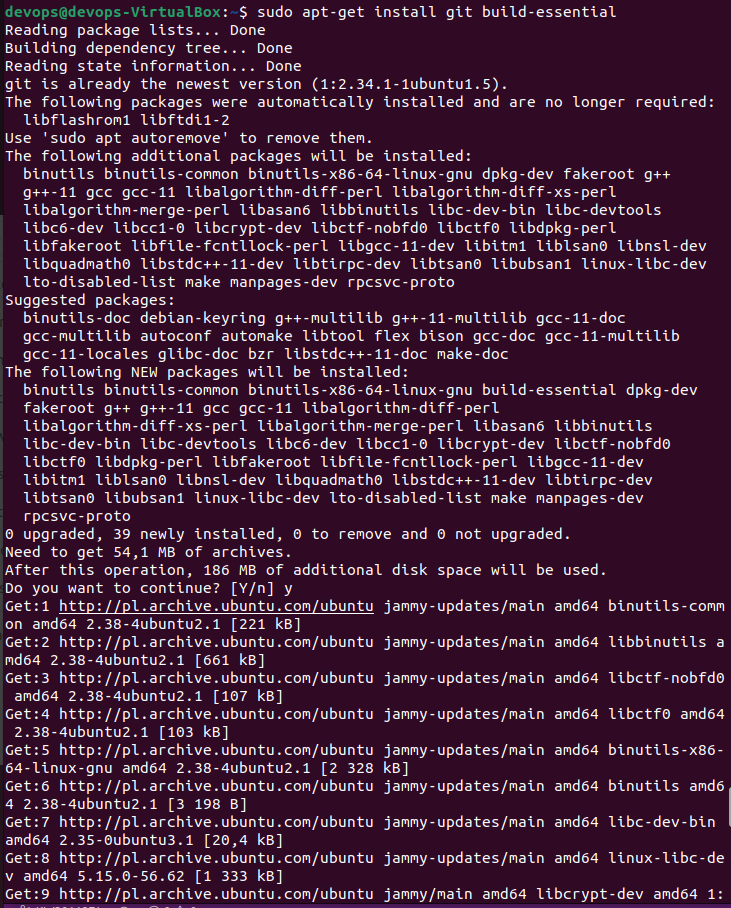 devops@devops-VirtualBox:~$ sudo apt-get install git build-essential
Reading package lists... Done
Building dependency tree... Done
Reading state information... Done
git is already the newest version (1:2.34.1-1ubuntu1.5).
The following packages were automatically installed and are no longer required:
  libflashrom1 libftdi1-2
Use 'sudo apt autoremove' to remove them.
The following additional packages will be installed:
  binutils binutils-common binutils-x86-64-linux-gnu dpkg-dev fakeroot g++
  g++-11 gcc gcc-11 libalgorithm-diff-perl libalgorithm-diff-xs-perl
  libalgorithm-merge-perl libasan6 libbinutils libc-dev-bin libc-devtools
  libc6-dev libcc1-0 libcrypt-dev libctf-nobfd0 libctf0 libdpkg-perl
  libfakeroot libfile-fcntllock-perl libgcc-11-dev libitm1 liblsan0 libnsl-dev
  libquadmath0 libstdc++-11-dev libtirpc-dev libtsan0 libubsan1 linux-libc-dev
  lto-disabled-list make manpages-dev rpcsvc-proto
Suggested packages:
  binutils-doc debian-keyring g++-multilib g++-11-multilib gcc-11-doc
  gcc-multilib autoconf automake libtool flex bison gcc-doc gcc-11-multilib
  gcc-11-locales glibc-doc bzr libstdc++-11-doc make-doc
The following NEW packages will be installed:
  binutils binutils-common binutils-x86-64-linux-gnu build-essential dpkg-dev
  fakeroot g++ g++-11 gcc gcc-11 libalgorithm-diff-perl
  libalgorithm-diff-xs-perl libalgorithm-merge-perl libasan6 libbinutils
  libc-dev-bin libc-devtools libc6-dev libcc1-0 libcrypt-dev libctf-nobfd0
  libctf0 libdpkg-perl libfakeroot libfile-fcntllock-perl libgcc-11-dev
  libitm1 liblsan0 libnsl-dev libquadmath0 libstdc++-11-dev libtirpc-dev
  libtsan0 libubsan1 linux-libc-dev lto-disabled-list make manpages-dev
  rpcsvc-proto
0 upgraded, 39 newly installed, 0 to remove and 0 not upgraded.
Need to get 54,1 MB of archives.
After this operation, 186 MB of additional disk space will be used.
Do you want to continue? [Y/n] y
Get:1 http://pl.archive.ubuntu.com/ubuntu jammy-updates/main amd64 binutils-comm
on amd64 2.38-4ubuntu2.1 [221 kB]
Get:2 http://pl.archive.ubuntu.com/ubuntu jammy-updates/main amd64 libbinutils a
md64 2.38-4ubuntu2.1 [661 kB]
Get:3 http://pl.archive.ubuntu.com/ubuntu jammy-updates/main amd64 libctf-nobfd0
 amd64 2.38-4ubuntu2.1 [107 kB]
Get:4 http://pl.archive.ubuntu.com/ubuntu jammy-updates/main amd64 libctf0 amd64
 2.38-4ubuntu2.1 [103 kB]
Get:5 http://pl.archive.ubuntu.com/ubuntu jammy-updates/main amd64 binutils-x86-
64-linux-gnu amd64 2.38-4ubuntu2.1 [2 328 kB]
Get:6 http://pl.archive.ubuntu.com/ubuntu jammy-updates/main amd64 binutils amd6
4 2.38-4ubuntu2.1 [3 198 B]
Get:7 http://pl.archive.ubuntu.com/ubuntu jammy-updates/main amd64 libc-dev-bin 
amd64 2.35-0ubuntu3.1 [20,4 kB]
Get:8 http://pl.archive.ubuntu.com/ubuntu jammy-updates/main amd64 linux-libc-de
v amd64 5.15.0-56.62 [1 333 kB]
Get:9 http://pl.archive.ubuntu.com/ubuntu jammy/main amd64 libcrypt-dev amd64 1: